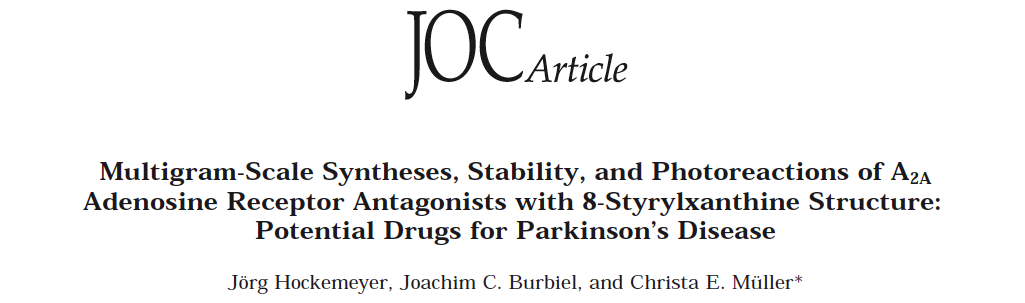 JOC Article
Multigram-Scale Syntheses, Stability, and Photoreactions of A2A
Adenosine Receptor Antagonists with 8-Styrylxanthine Structure:
Potential Drugs for Parkinson’s Disease
Jörg Hockemeyer, Joachim C. Burbiel, and Christa E. Müller*